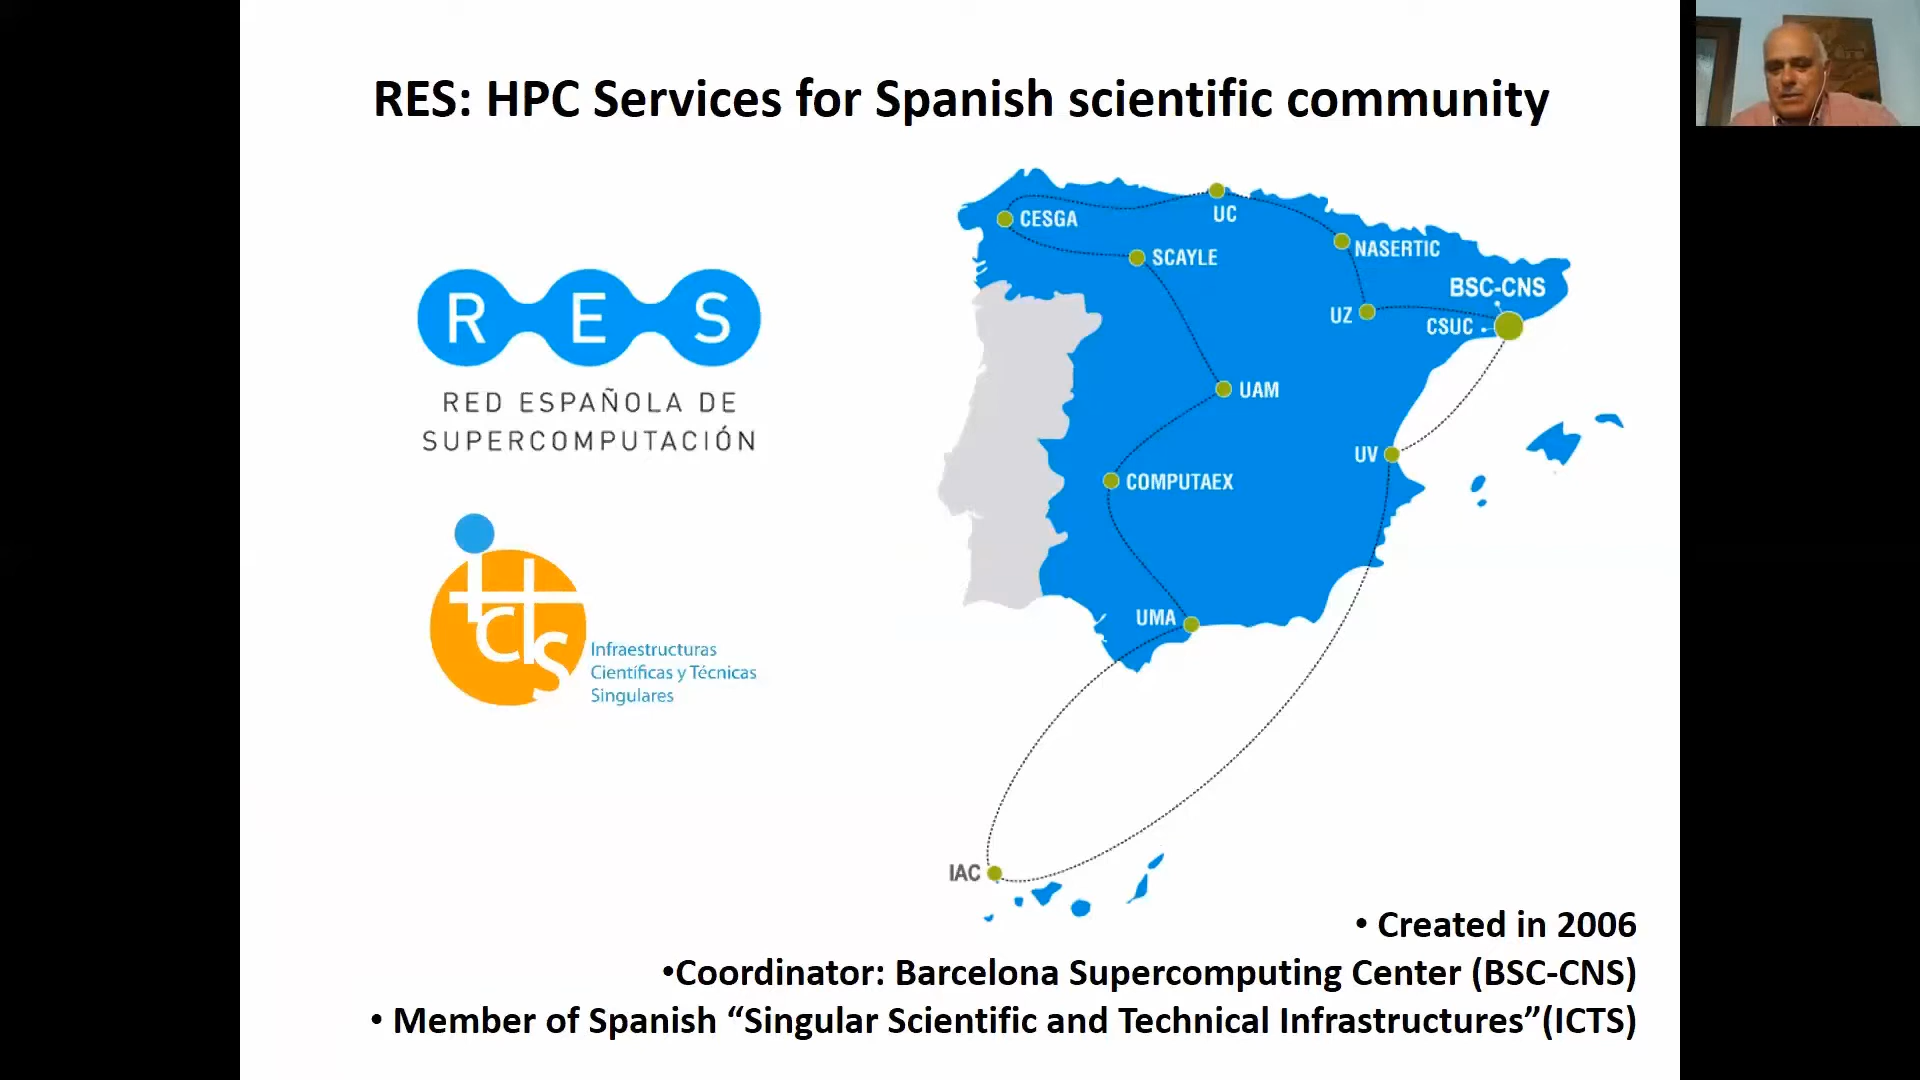 RES: HPC Services for Spanish scientific community
CESGA
UC
SCAYLE
NASERTIC
BSC-CNS
UZ
CSUC
R E S
RED ESPAÑOLA DE
SUPERCOMPUTACIÓN
UAM
UV
COMPUTAEX
icts
Infraestructuras
Científicas y Técnicas
Singulares
UMA
IAC
• Created in 2006
•Coordinator: Barcelona Supercomputing Center (BSC-CNS)
• Member of Spanish “Singular Scientific and Technical Infrastructures”(ICTS)